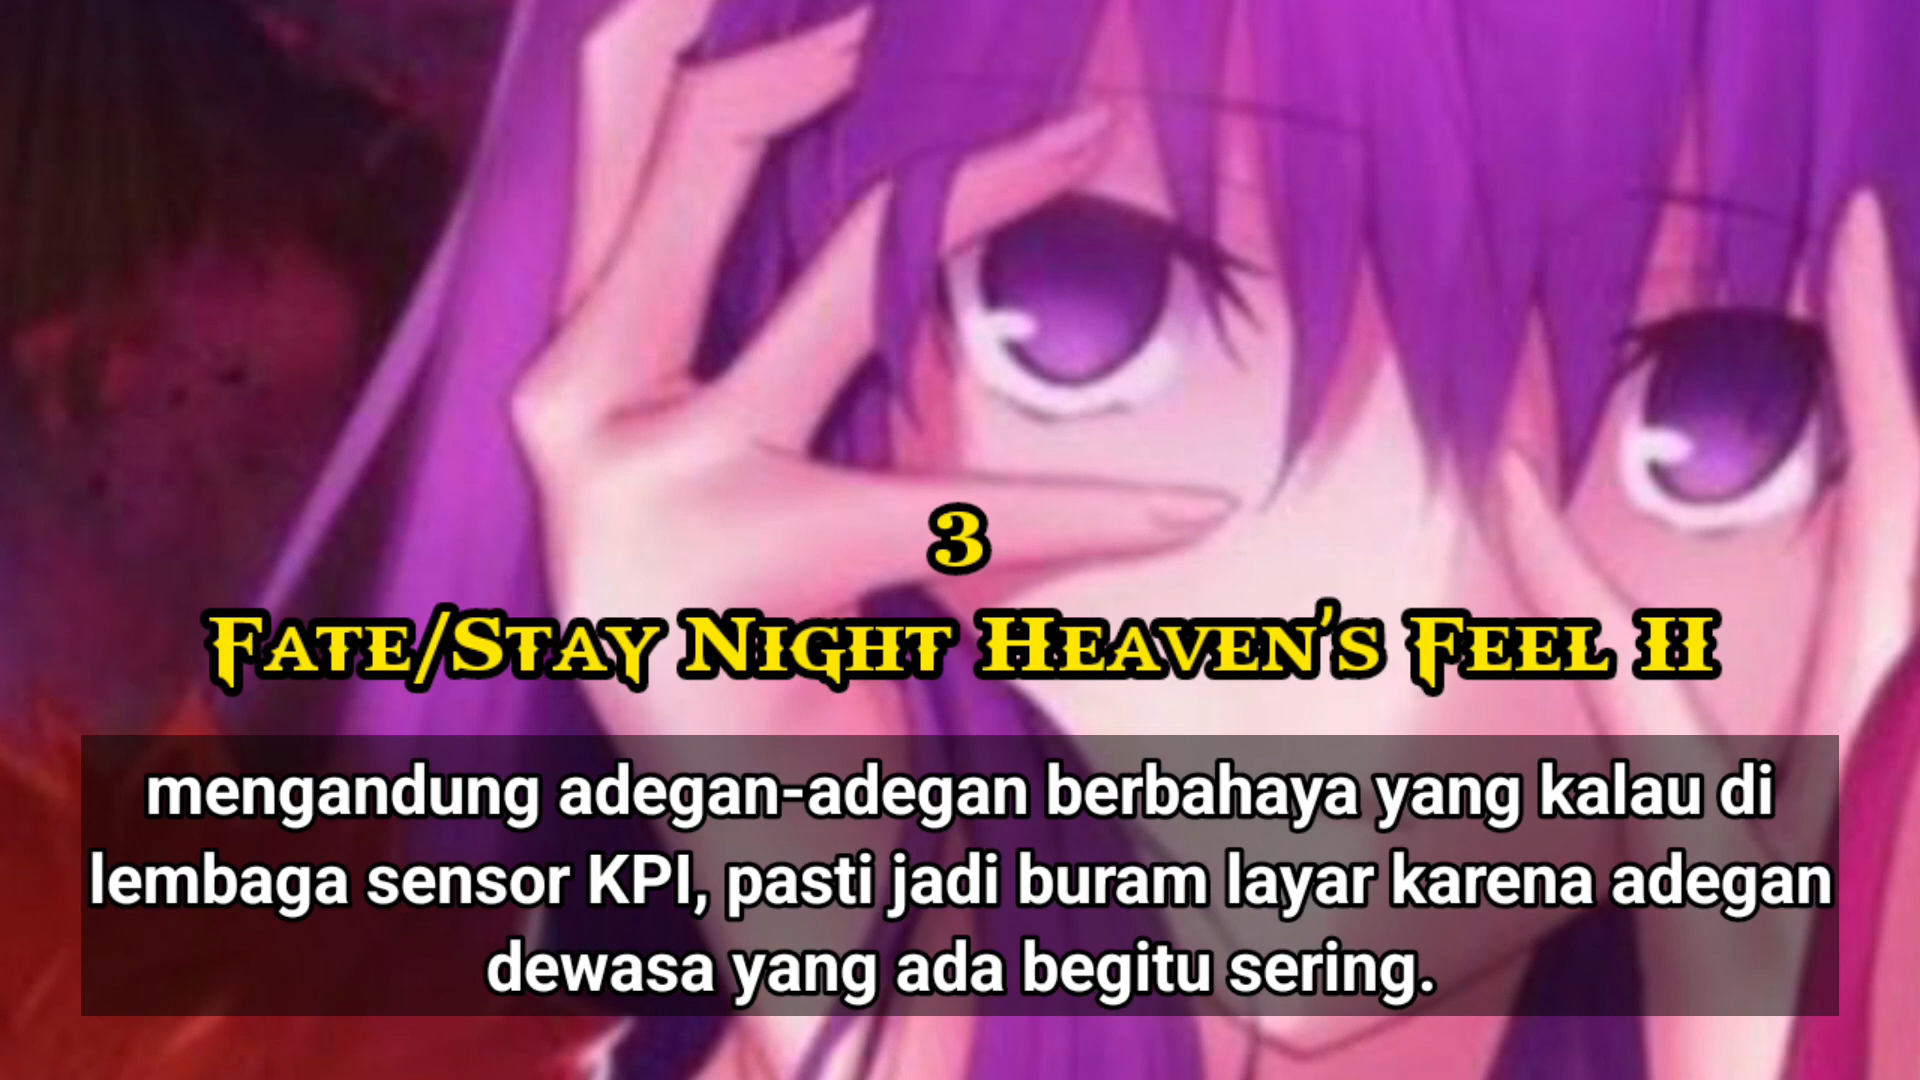 3
Fate/Stay Night Heaven's Feel II
mengandung adegan-adegan berbahaya yang kalau di
lembaga sensor KPI, pasti jadi buram layar karena adegan
dewasa yang ada begitu sering.